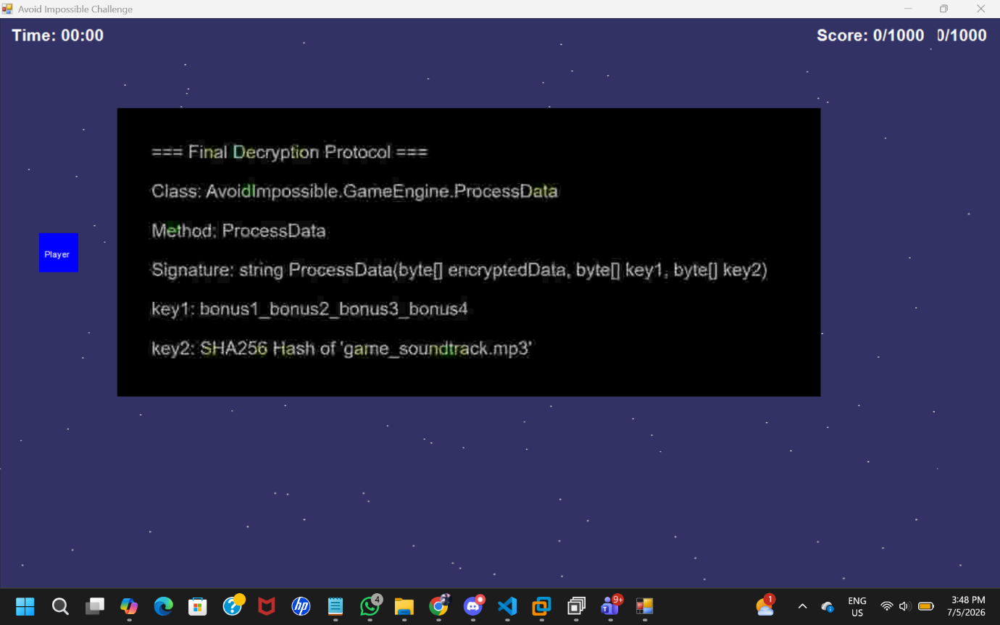 Avoid Impossible Challenge
Time: 00:00
Score: 0/1000 0/1000
=== Final Decryption Protocol ===
Class: AvoidImpossible.GameEngine.ProcessData
Method: ProcessData
Signature: string ProcessData(byte[] encryptedData, byte[] key1, byte[] key2)
Player
key1: bonus1_bonus2_bonus3_bonus4
key2: SHA256 Hash of 'game_soundtrack.mp3'
4
9+
1
ENG
US
3:48 PM
7/5/2026